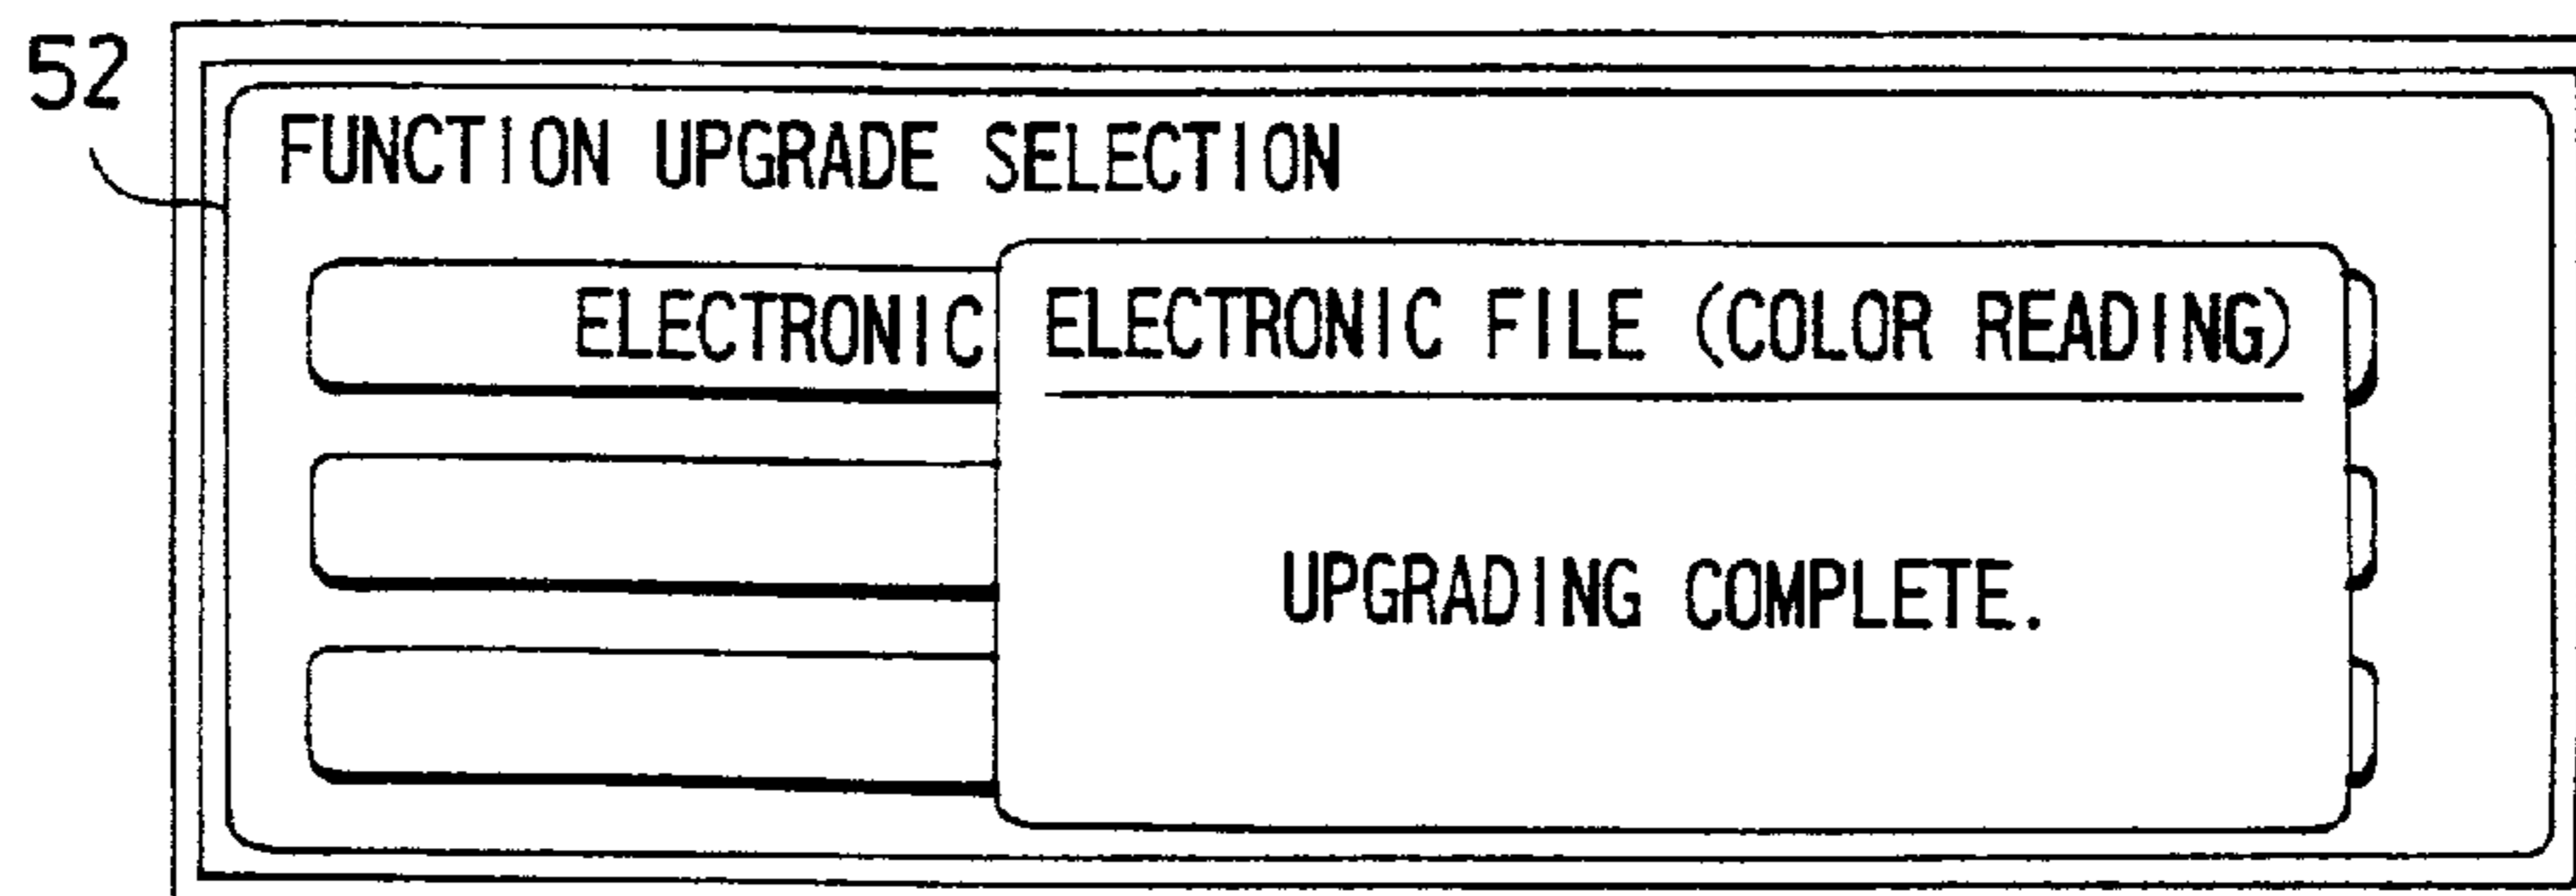 52
FUNCTION UPGRADE SELECTION
ELECTRONIC
ELECTRONIC FILE (COLOR READING)
UPGRADING COMPLETE.